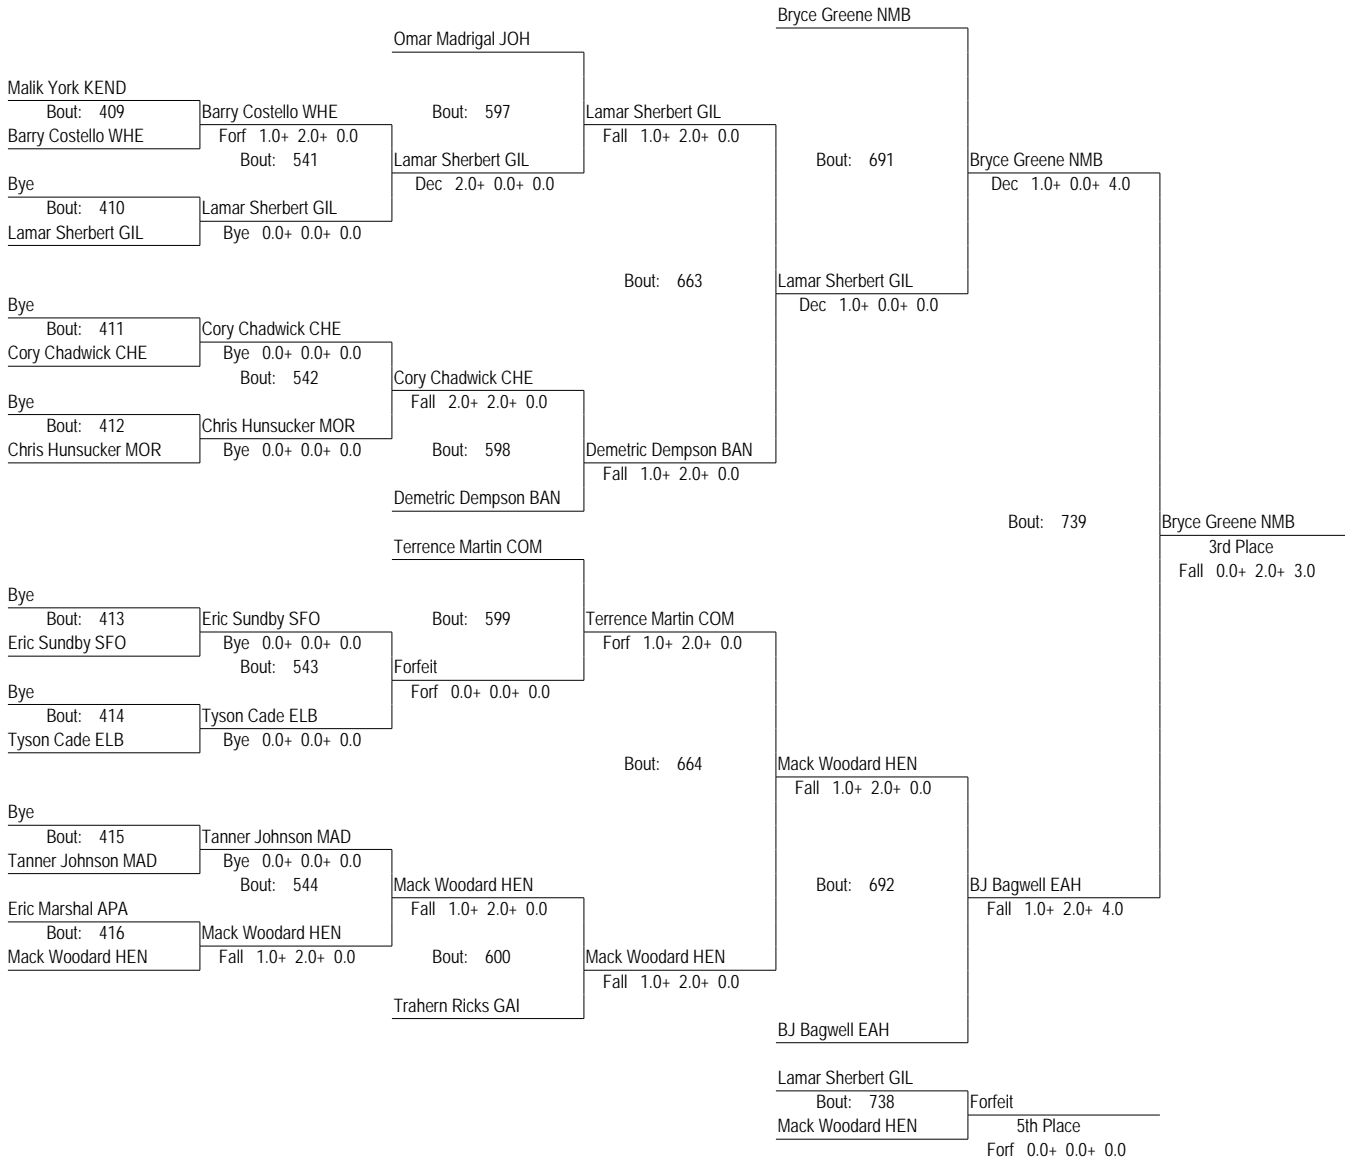 Bryce Greene NMB
Omar Madrigal JOH
Malik York KEND
Bout: 409
Barry Costello WHE
Bout: 597
Lamar Sherbert GIL
Barry Costello WHE
Forf 1.0+ 2.0+ 0.0
Fall 1.0+ 2.0+ 0.0
Bout: 541
Lamar Sherbert GIL
Bout: 691
Bryce Greene NMB
Bye
Dec 2.0+ 0.0+ 0.0
Dec 1.0+ 0.0+ 4.0
Bout: 410
Lamar Sherbert GIL
Lamar Sherbert GIL
Bye 0.0+ 0.0+ 0.0
Bout: 663
Lamar Sherbert GIL
Bye
Dec 1.0+ 0.0+ 0.0
Bout: 411
Cory Chadwick CHE
Cory Chadwick CHE
Bye 0.0+ 0.0+ 0.0
Bout: 542
Cory Chadwick CHE
Bye
Fall 2.0+ 2.0+ 0.0
Bout: 412
Chris Hunsucker MOR
Chris Hunsucker MOR
Bye 0.0+ 0.0+ 0.0
Bout: 598
Demetric Dempson BAN
Fall 1.0+ 2.0+ 0.0
Demetric Dempson BAN
Bout: 739
Bryce Greene NMB
Terrence Martin COM
3rd Place
Fall 0.0+ 2.0+ 3.0
Bye
Bout: 413
Eric Sundby SFO
Bout: 599
Terrence Martin COM
Eric Sundby SFO
Bye 0.0+ 0.0+ 0.0
Forf 1.0+ 2.0+ 0.0
Bout: 543
Forfeit
Bye
Forf 0.0+ 0.0+ 0.0
Bout: 414
Tyson Cade ELB
Tyson Cade ELB
Bye 0.0+ 0.0+ 0.0
Bout: 664
Mack Woodard HEN
Fall 1.0+ 2.0+ 0.0
Bye
Bout: 415
Tanner Johnson MAD
Tanner Johnson MAD
Bye 0.0+ 0.0+ 0.0
Bout: 544
Mack Woodard HEN
Bout: 692
BJ Bagwell EAH
Eric Marshal APA
Fall 1.0+ 2.0+ 0.0
Fall 1.0+ 2.0+ 4.0
Bout: 416
Mack Woodard HEN
Mack Woodard HEN
Fall 1.0+ 2.0+ 0.0
Bout: 600
Mack Woodard HEN
Fall 1.0+ 2.0+ 0.0
Trahern Ricks GAI
BJ Bagwell EAH
Lamar Sherbert GIL
Bout: 738
Forfeit
Mack Woodard HEN
5th Place
Forf 0.0+ 0.0+ 0.0